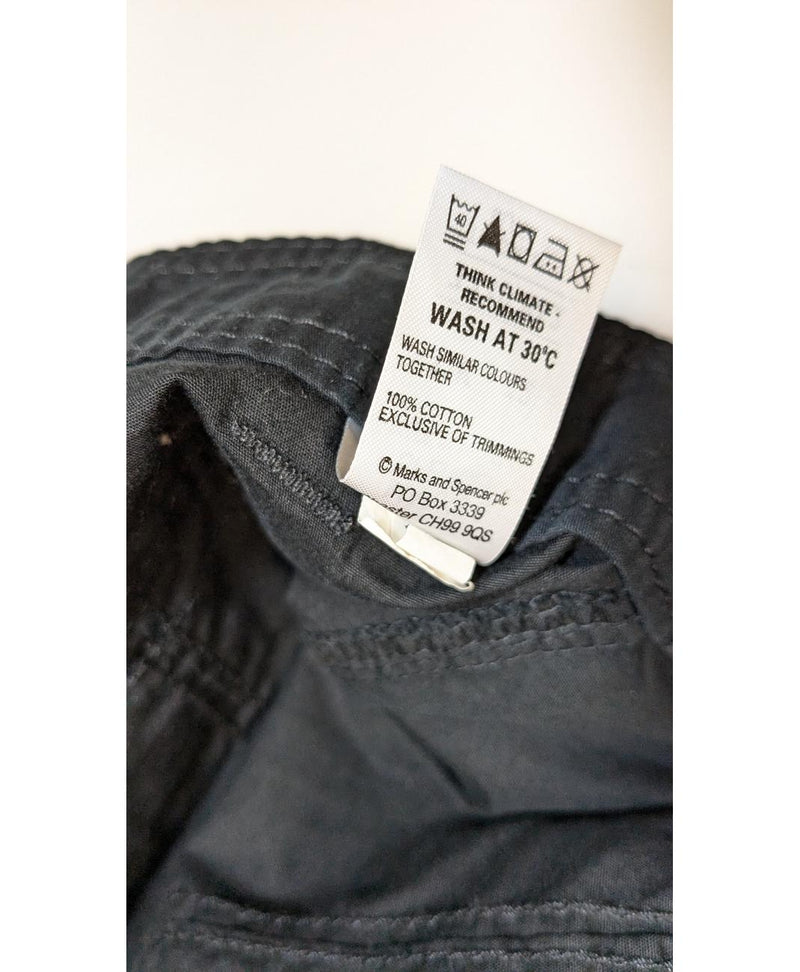 40
THINK CLIMATE -
RECOMMEND
WASH AT 30°C
WASH SIMILAR COLOURS
TOGETHER
100% COTTON
EXCLUSIVE OF TRIMMINGS
© Marks and Spencer plc
PO Box 3339
CH99 9QS